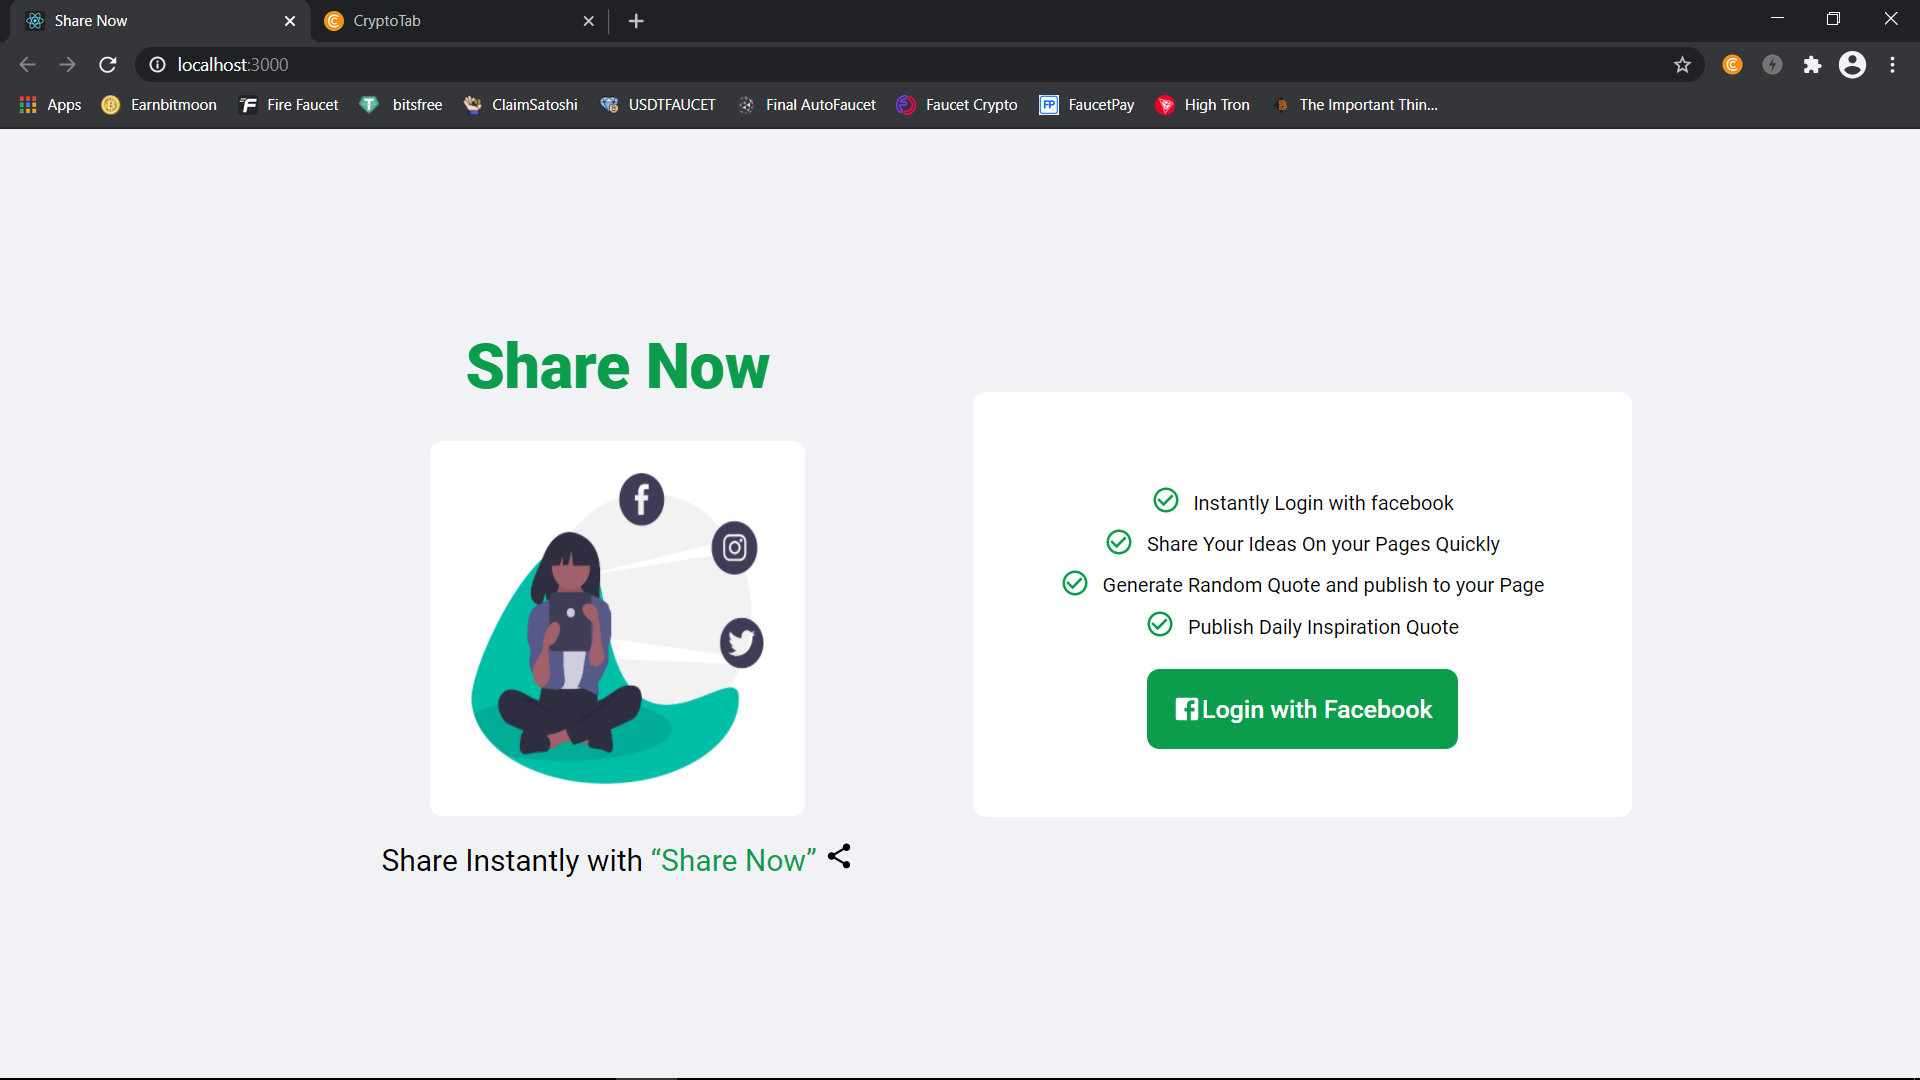 Share Now
CryptoTab
localhost:3000
Apps
Earnbitmoon
Fire Faucet
bitsfree
ClaimSatoshi
USDTFAUCET
Final AutoFaucet
Faucet Crypto
FP
FaucetPay
High Tron
The Important Thin...
Share Now
Share Instantly with “Share Now”
Instantly Login with facebook
Share Your Ideas On your Pages Quickly
Generate Random Quote and publish to your Page
Publish Daily Inspiration Quote
Login with Facebook